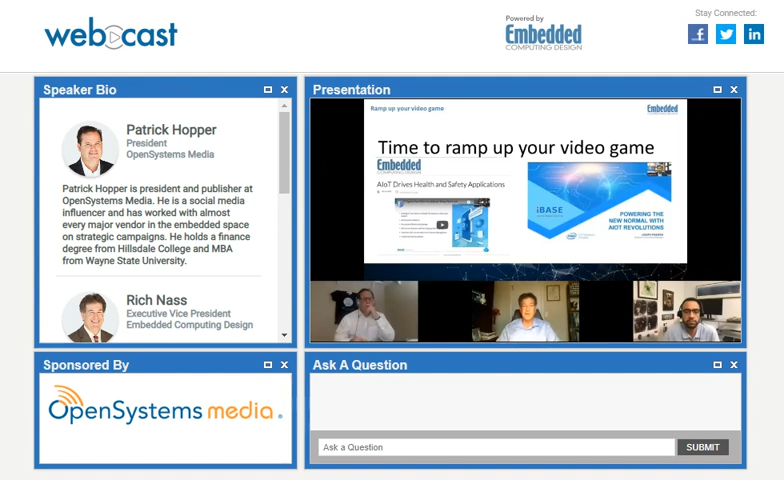 webcast
Powered by
Embedded
COMPUTING DESIGN
Stay Connected:
Speaker Bio
Patrick Hopper
President
OpenSystems Media
Patrick Hopper is president and publisher at
OpenSystems Media. He is a social media
influencer and has worked with almost
every major vendor in the embedded space
on strategic campaigns. He holds a finance
degree from Hillsdale College and MBA
from Wayne State University.
Rich Nass
Executive Vice President
Embedded Computing Design
Presentation
Ramp up your video game
Embedded
Time to ramp up your video game
Embedded
COMPUTING DESIGN
AIoT Drives Health and Safety Applications
iBASE
POWERING THE
NEW NORMAL WITH
AIOT REVOLUTIONS
Sponsored By
OpenSystems media
Ask A Question
Ask a Question
SUBMIT